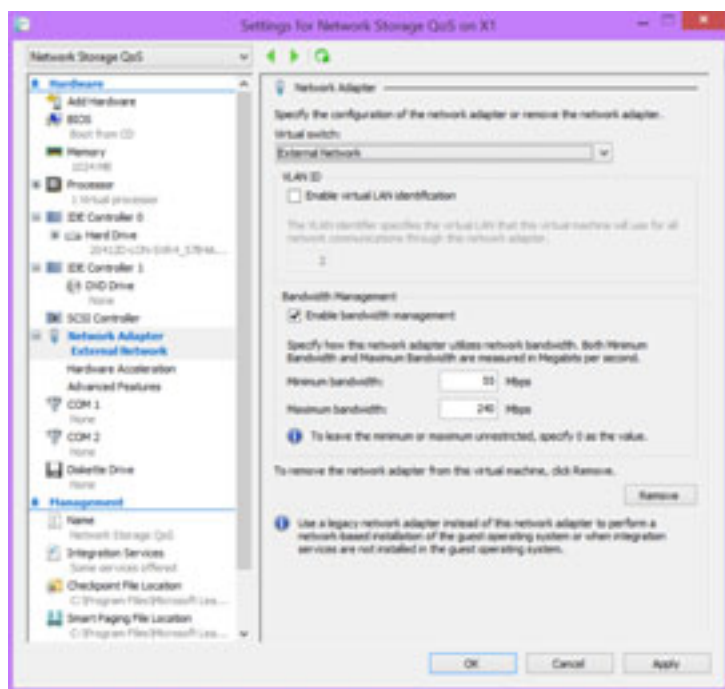 Settings for Network Storage QoS on X1
Network Storage QoS
Hardware
Add Hardware
BIOS
Boot from CD
Memory
1024 MB
Processor
1 Virtual processor
IDE Controller 0
Hard Drive
IDE Controller 1
DVD Drive
None
SCSI Controller
Network Adapter
External Network
Hardware Acceleration
Advanced Features
COM 1
None
COM 2
None
Diskette Drive
None
Management
Name
Network Storage QoS
Integration Services
Some services offered
Checkpoint File Location
C:\Program Files\Microsoft Lea...
Smart Paging File Location
C:\Program Files\Microsoft Lea...
Network Adapter
Specify the configuration of the network adapter or remove the network adapter.
Virtual switch:
External Network
VLAN ID
Enable virtual LAN identification
The VLAN identifier specifies the virtual LAN that this virtual machine will use for all
network communications through this network adapter.
2
Bandwidth Management
Enable bandwidth management
Specify how this network adapter utilizes network bandwidth. Both Minimum
Bandwidth and Maximum Bandwidth are measured in Megabits per second.
Minimum bandwidth: Mbps
Maximum bandwidth: 240 Mbps
To leave the minimum or maximum unrestricted, specify 0 as the value.
To remove the network adapter from this virtual machine, click Remove.
Remove
Use a legacy network adapter instead of this network adapter to perform a
network-based installation of the guest operating system or when integration
services are not installed in the guest operating system.
OK
Cancel
Apply